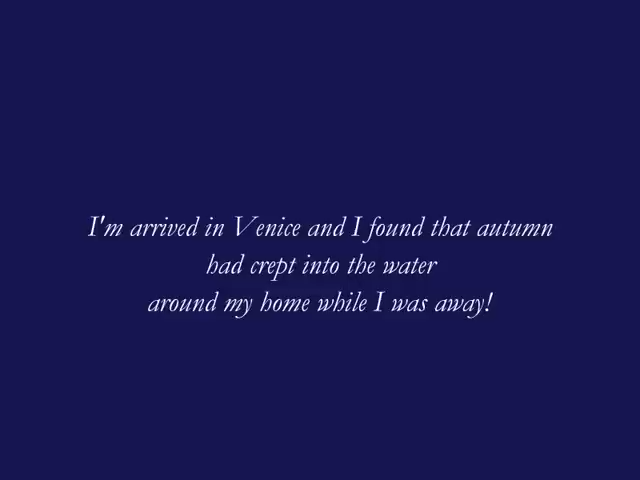 I'm arrived in Venice and I found that autumn
had crept into the water
around my home while I was away!